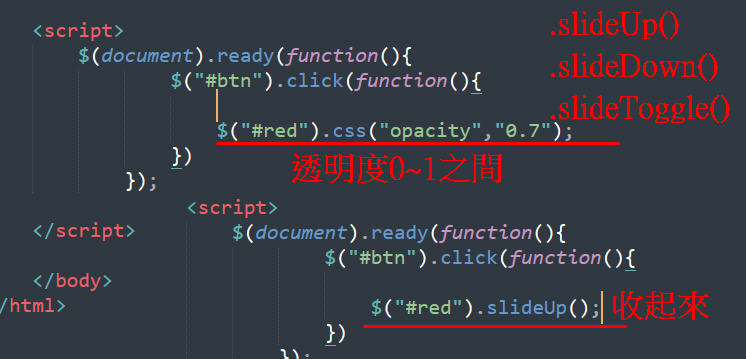 <script>
$(document).ready(function(){
$("#btn").click(function(){
$("#red").css("opacity","0.7");
})
});
</script>
</body>
/html>
.slideUp()
.slideDown()
.slideToggle()
透明度0~1之間
<script>
$(document).ready(function(){
$("#btn").click(function(){
$("#red").slideUp();
收起來
})
});